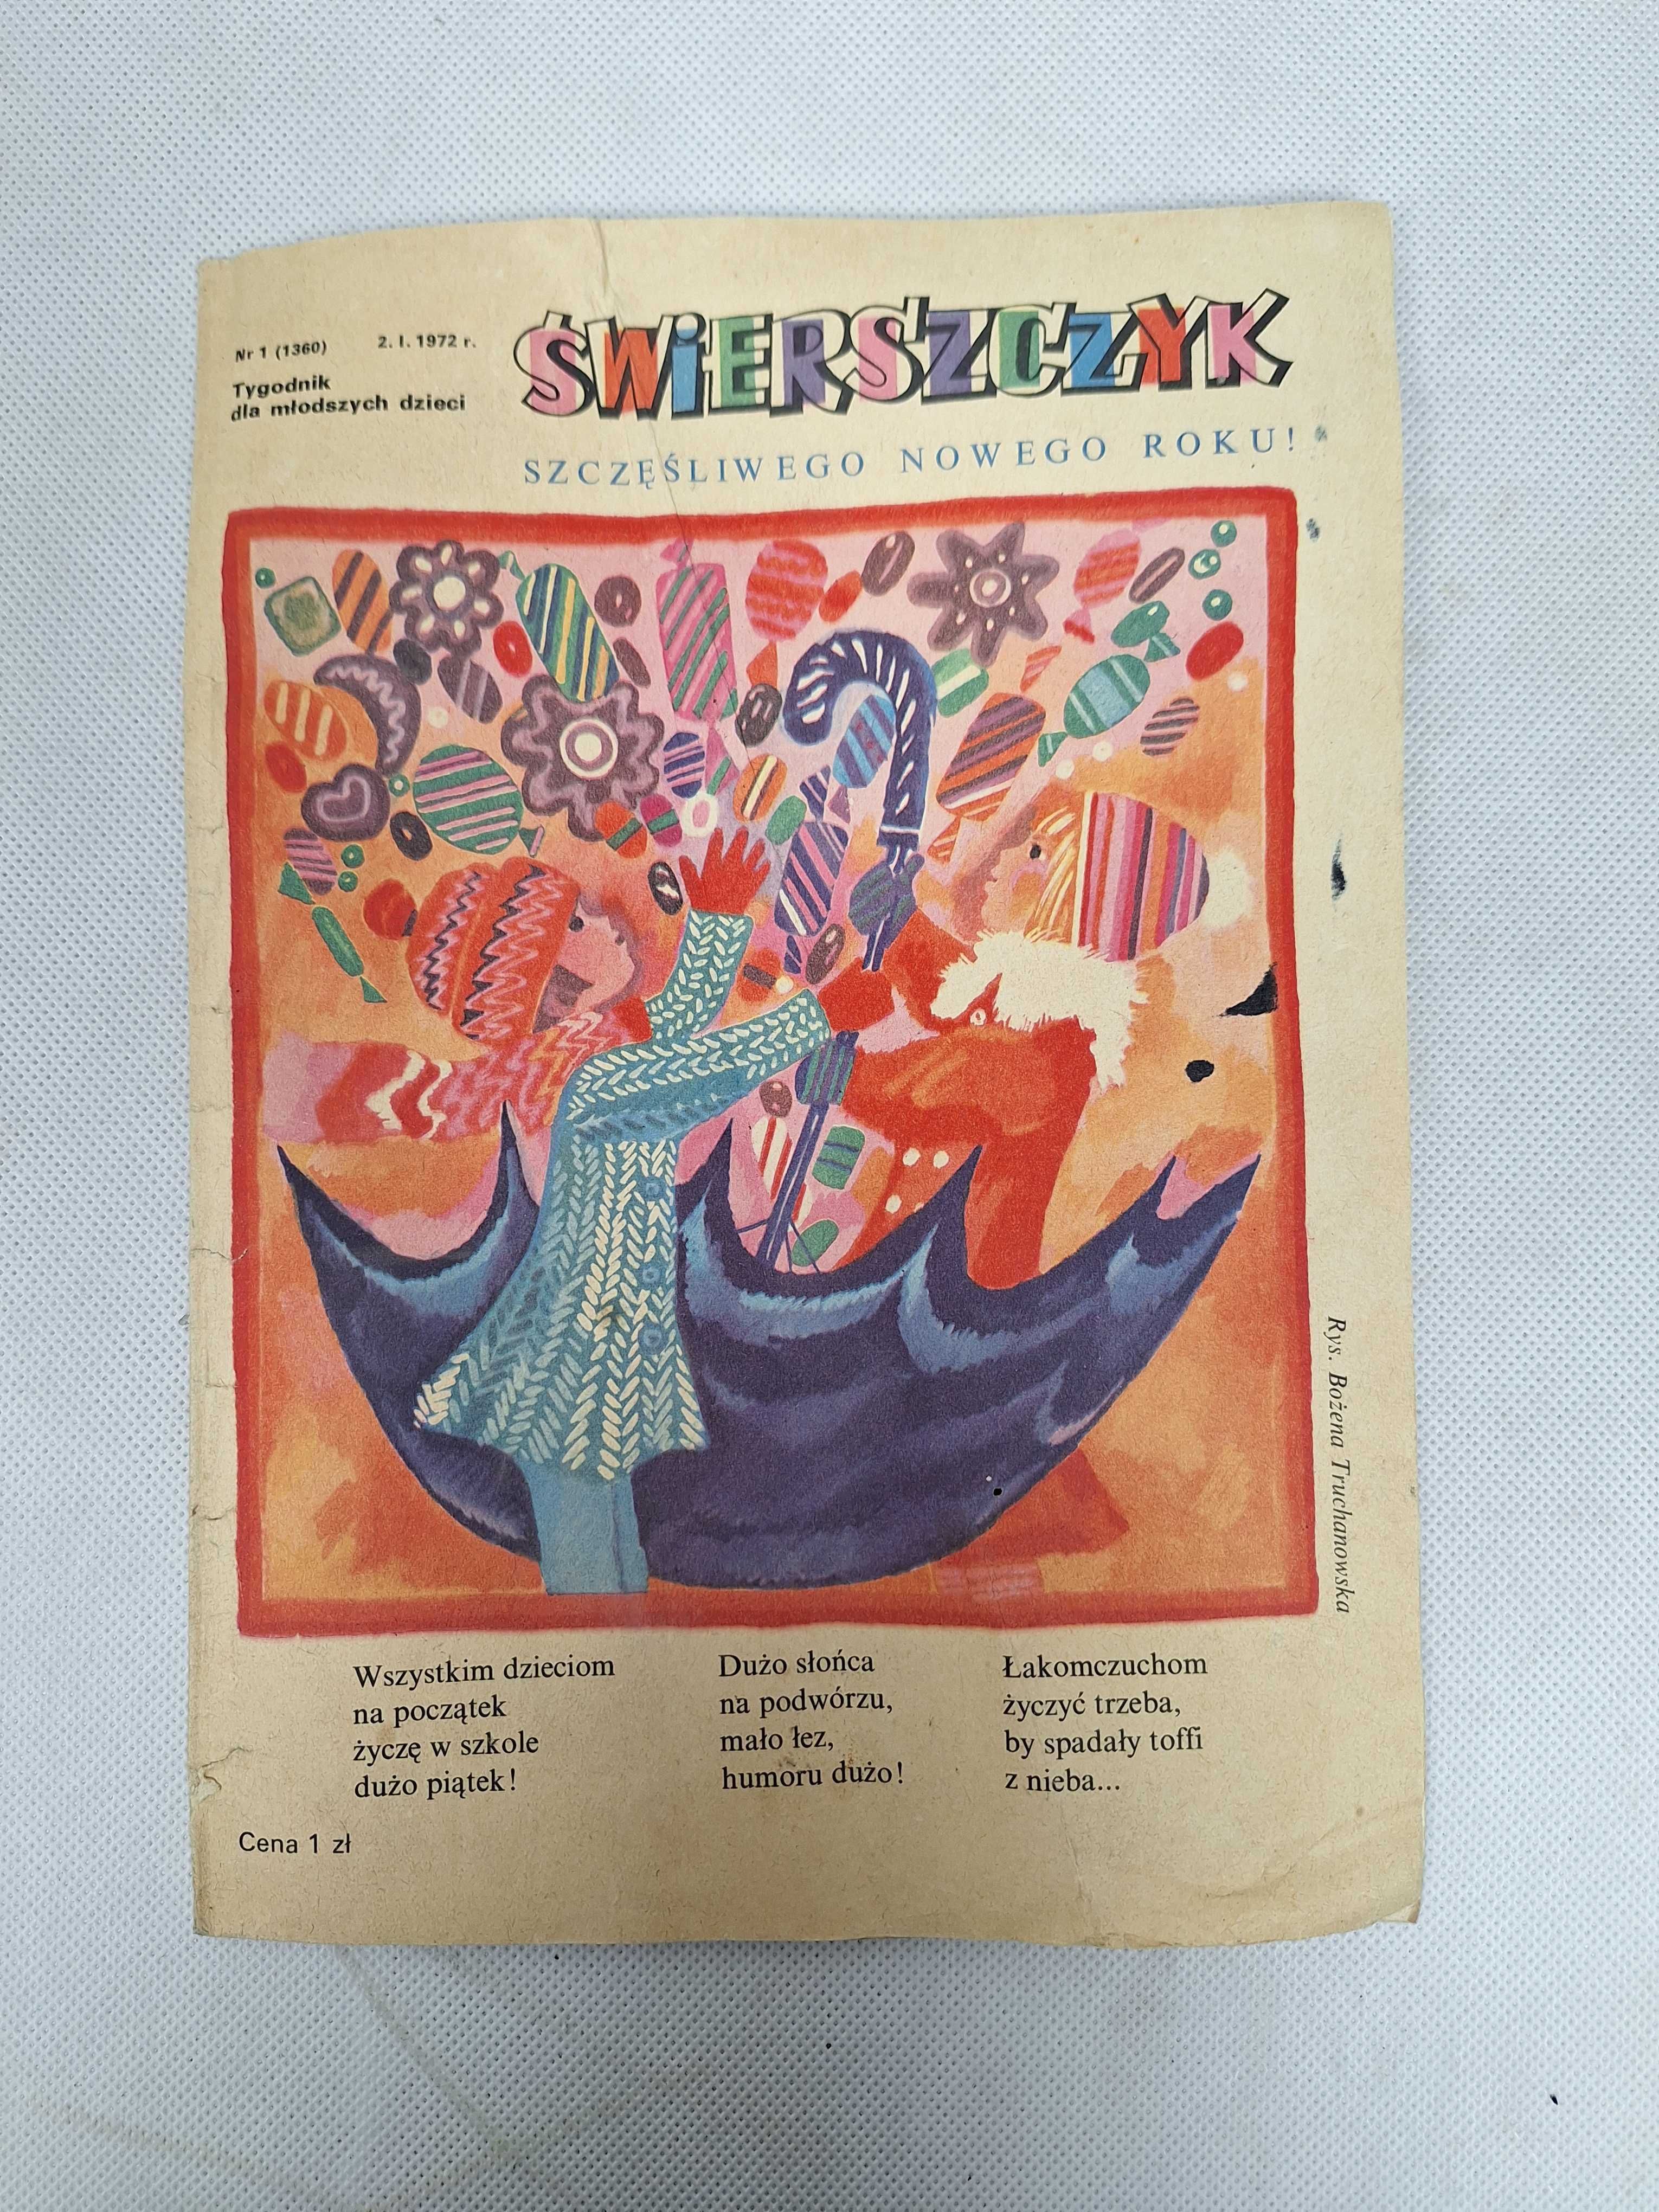 Nr 1 (1360) 2. I. 1972 r.
Tygodnik
dla młodszych dzieci
ŚWiERSZCZYK
SZCZĘŚLIWEGO NOWEGO ROKU!
Rys. Bożena Truchanowska
Wszystkim dzieciom
na początek
życzę w szkole
dużo piątek!
Dużo słońca
na podwórzu,
mało łez,
humoru dużo!
Łakomczuchom
życzyć trzeba,
by spadały toffi
z nieba...
Cena 1 zł